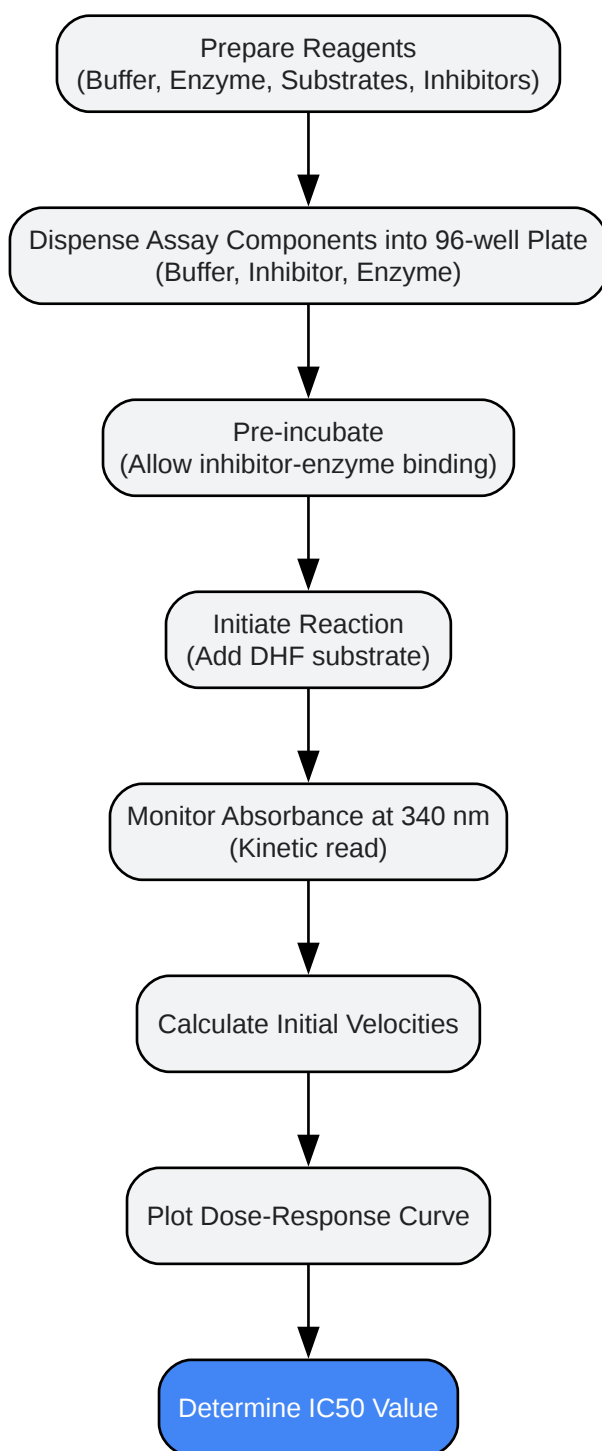 Prepare Reagents
(Buffer, Enzyme, Substrates, Inhibitors)
Dispense Assay Components into 96-well Plate
(Buffer, Inhibitor, Enzyme)
Pre-incubate
(Allow inhibitor-enzyme binding)
Initiate Reaction
(Add DHF substrate)
Monitor Absorbance at 340 nm
(Kinetic read)
Calculate Initial Velocities
Plot Dose-Response Curve
Determine IC50 Value